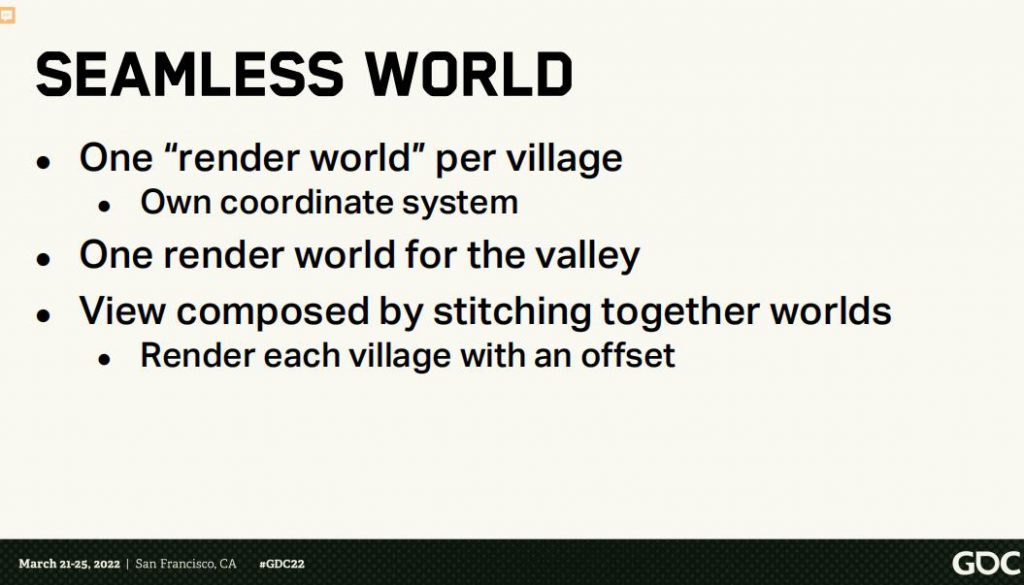 SEAMLESS WORLD
• One “render world” per village
• Own coordinate system
• One render world for the valley
• View composed by stitching together worlds
• Render each village with an offset
March 21-25, 2022 | San Francisco, CA #GDC22
GDC